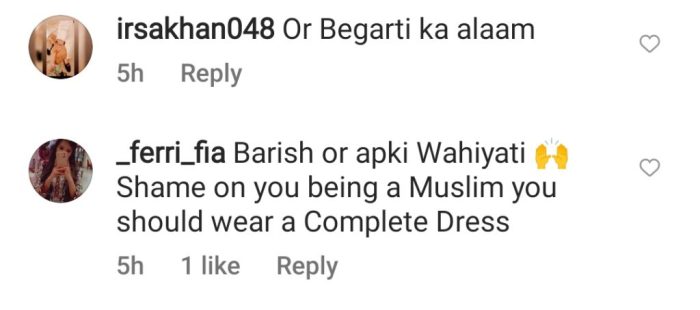 irsakhan048 Or Begarti ka alaam
5h Reply
_ferri_fia Barish or apki Wahiyati 🙌
Shame on you being a Muslim you
should wear a Complete Dress
5h 1 like Reply